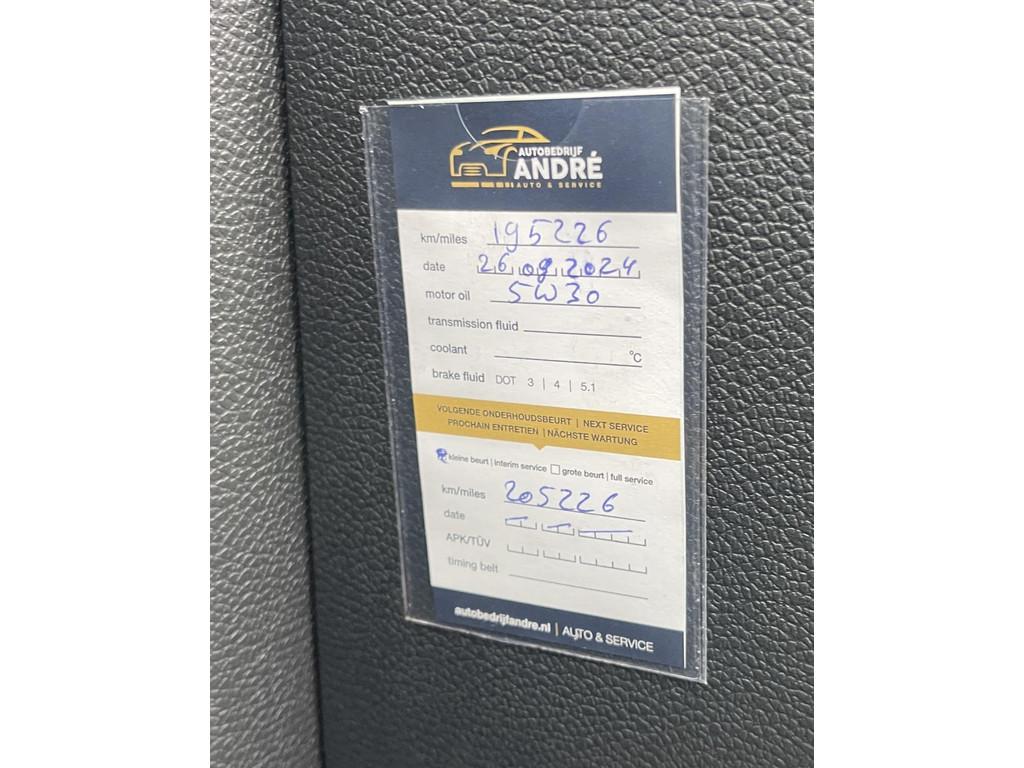 AUTOBEDRIJF
ANDRÉ
AUTO & SERVICE
km/miles 195226
date 26 09 2024
motor oil 5W30
transmission fluid
coantant °C
brake fluid DOT 3 | 4 | 5.1
VOLGENDE ONDERHOUDSBEURT | NEXT SERVICE
PROCHAIN ENTRETIEN | NÄCHSTE WARTUNG
kleine beurt | interim service grote beurt | full service
km/miles 205226
date
APK/TÜV
timing belt
autobedrijfandre.nl | AUTO & SERVICE